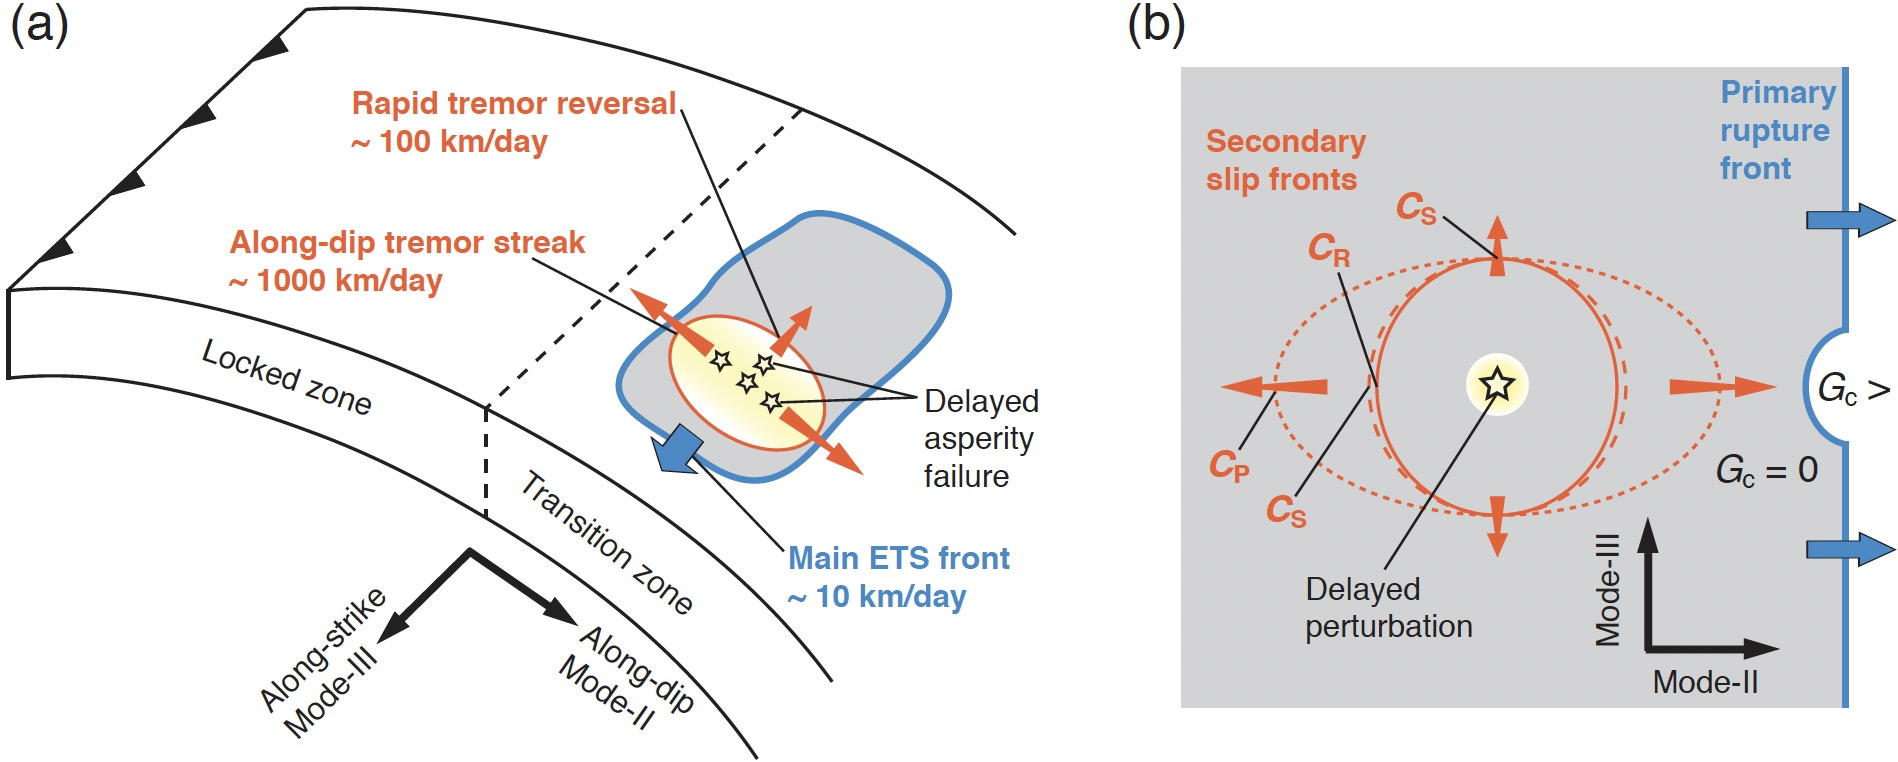 (a)
Rapid tremor reversal
~ 100 km/day
Along-dip tremor streak
~ 1000 km/day
Locked zone
Transition zone
Delayed
asperity
failure
Main ETS front
~ 10 km/day
Along-strike
Mode-III
Along-dip
Mode-II
(b)
Primary
rupture
front
Secondary
slip fronts
CS
CR
CP
CS
Gc >
Gc = 0
Delayed
perturbation
Mode-III
Mode-II